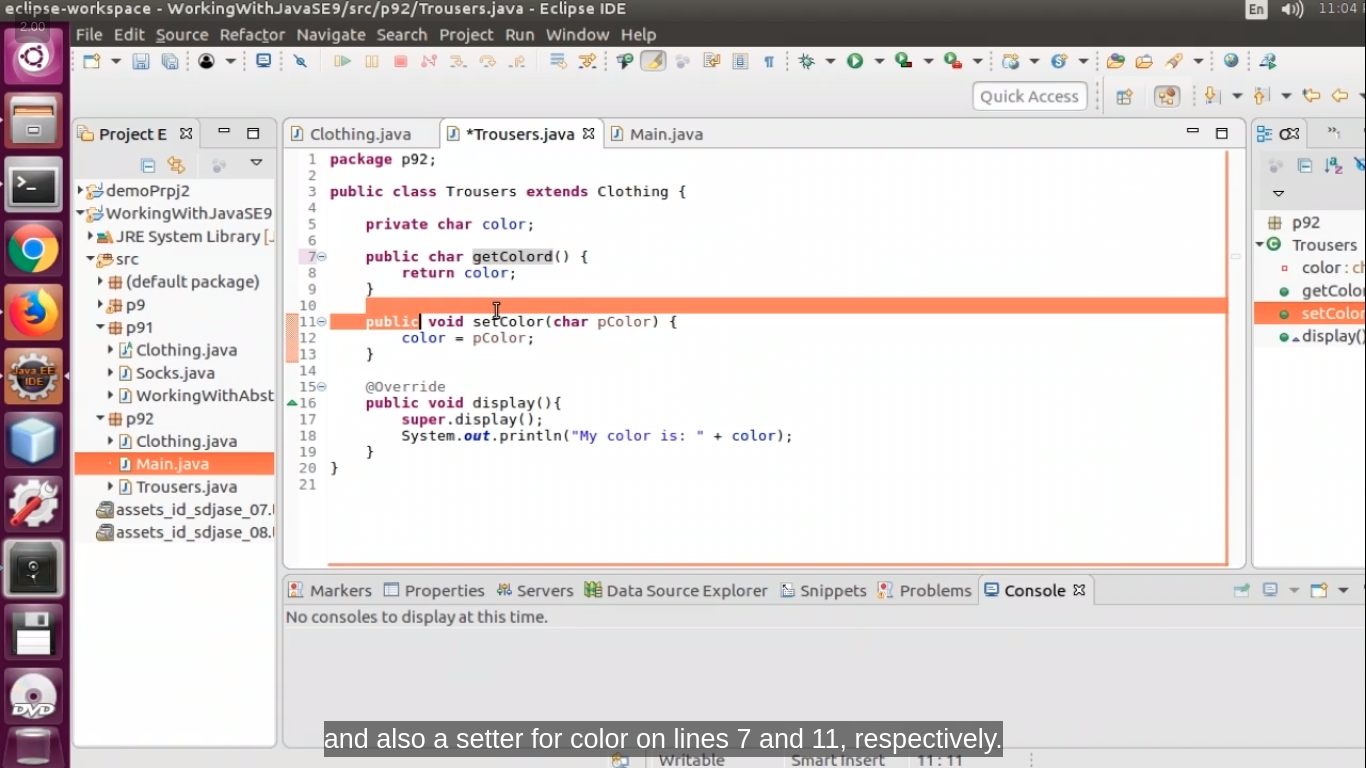 eclipse-workspace - WorkingWithJavaSE9/src/p92/Trousers.java - Eclipse IDE
En
11:04
2.00
File Edit Source Refactor Navigate Search Project Run Window Help
Quick Access
Project E
demoPrpj2
WorkingWithJavaSE9
JRE System Library [
src
(default package)
p9
p91
Clothing.java
Socks.java
WorkingWithAbst
p92
Clothing.java
Main.java
Trousers.java
assets_id_sdjase_07.
assets_id_sdjase_08.
Clothing.java *Trousers.java Main.java
1 package p92;
2
3 public class Trousers extends Clothing {
4
5 private char color;
6
7 public char getColord() {
8 return color;
9 }
10
11 public void setColor(char pColor) {
12 color = pColor;
13 }
14
15 @Override
16 public void display(){
17 super.display();
18 System.out.println("My color is: " + color);
19 }
20 }
21
p92
Trousers
color : ch
getColo
setColor
display()
Markers Properties Servers Data Source Explorer Snippets Problems Console
No consoles to display at this time.
and also a setter for color on lines 7 and 11, respectively.
Writable Smart Insert 11 : 11